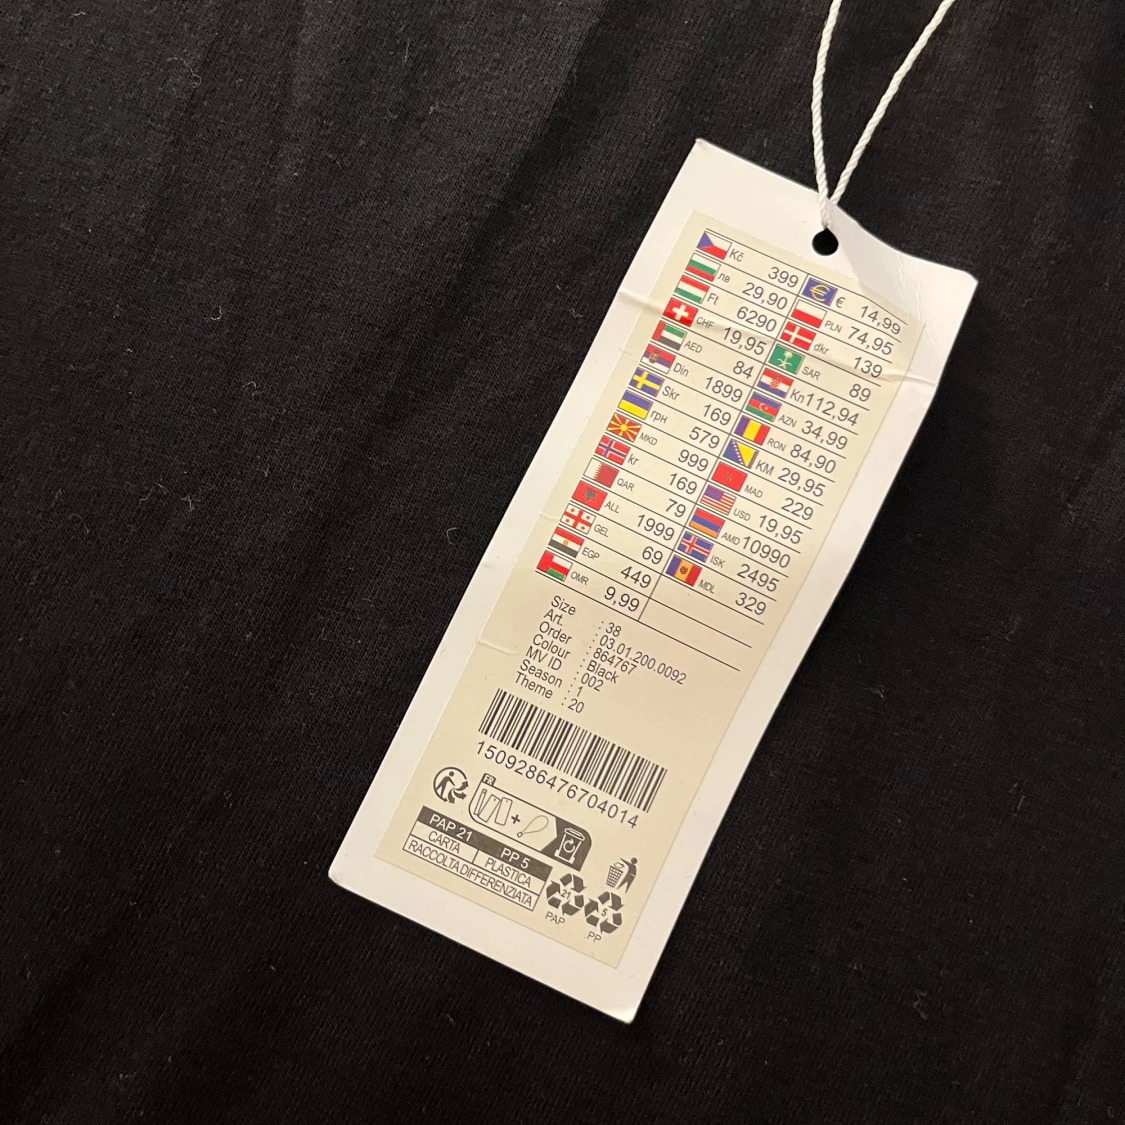 Kč 399 € 14,99
лв 29,90 PLN 74,95
Ft 6290 dkr 139
CHF 19,95 SAR 89
AED 84 Kn 112,94
Din 1899 AZN 34,99
Skr 169 RON 84,90
грн 579 KM 29,95
MKD 999 MAD 229
kr 169 USD 19,95
QAR 79 AMD 10990
ALL 1999 ISK 2495
GEL 69 MDL 329
EGP 449
OMR 9,99
Size : 38
Art. : 03.01.200.0092
Order : 864767
Colour : Black
MV ID : 002
Season : 1
Theme : 20
1509286476704014
FR
+
PAP 21 PP 5
CARTA PLASTICA
RACCOLTA DIFFERENZIATA
21 5
PAP PP